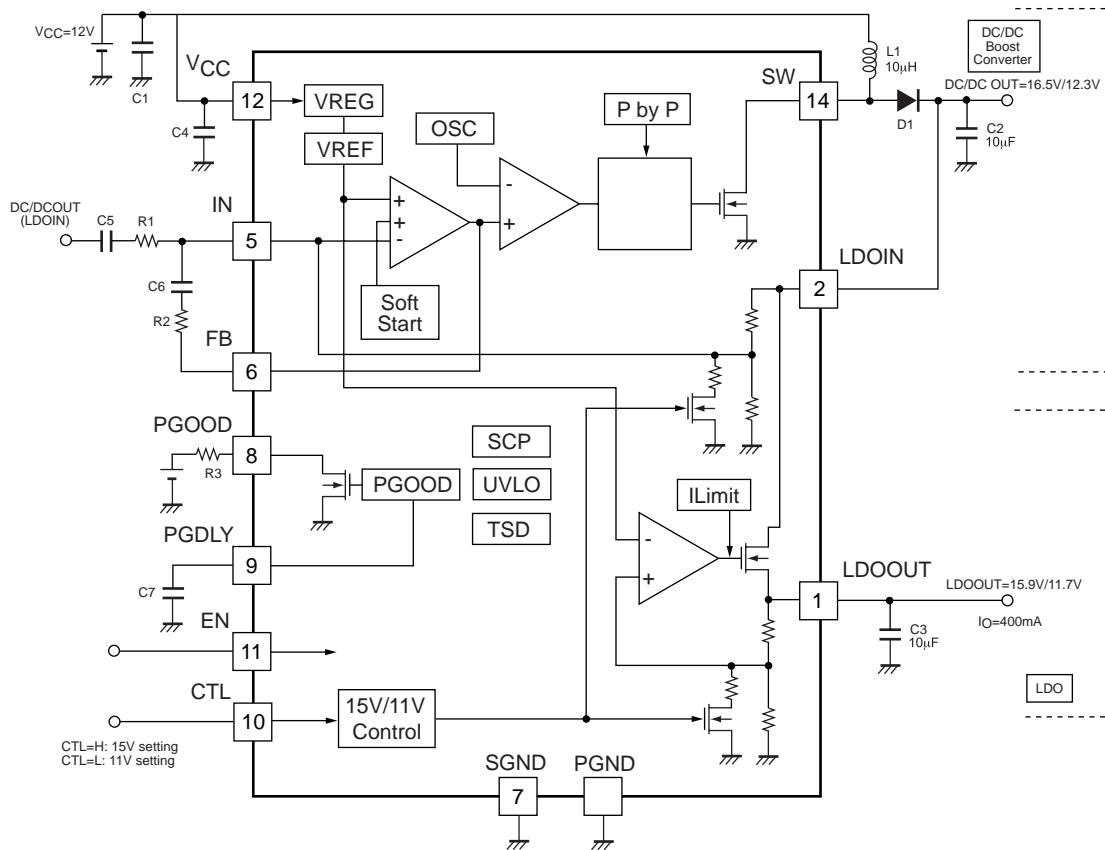 VCC=12V
C1
VCC
12
C4
VREG
VREF
OSC
P by P
SW
14
L1
10μH
D1
DC/DC
Boost
Converter
DC/DC OUT=16.5V/12.3V
C2
10μF
DC/DCOUT
(LDOIN)
C5
R1
IN
5
+
+
-
-
+
Soft
Start
C6
R2
FB
6
LDOIN
2
PGOOD
8
R3
PGOOD
SCP
UVLO
TSD
ILimit
-
+
PGDLY
9
C7
LDOOUT
1
LDOOUT=15.9V/11.7V
IO=400mA
C3
10μF
EN
11
CTL
10
15V/11V
Control
CTL=H: 15V setting
CTL=L: 11V setting
LDO
SGND
7
PGND